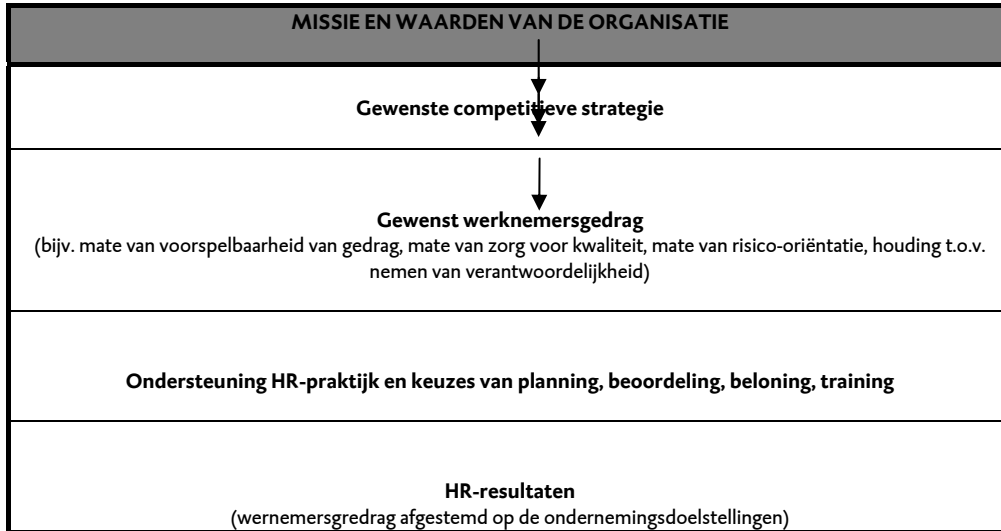 MISSIE EN WAARDEN VAN DE ORGANISATIE
Gewenste competitieve strategie
Gewenst werknemersgedrag
(bijv. mate van voorspelbaarheid van gedrag, mate van zorg voor kwaliteit, mate van risico-oriëntatie, houding t.o.v.
nemen van verantwoordelijkheid)
Ondersteuning HR-praktijk en keuzes van planning, beoordeling, beloning, training
HR-resultaten
(wernemersgredrag afgestemd op de ondernemingsdoelstellingen)